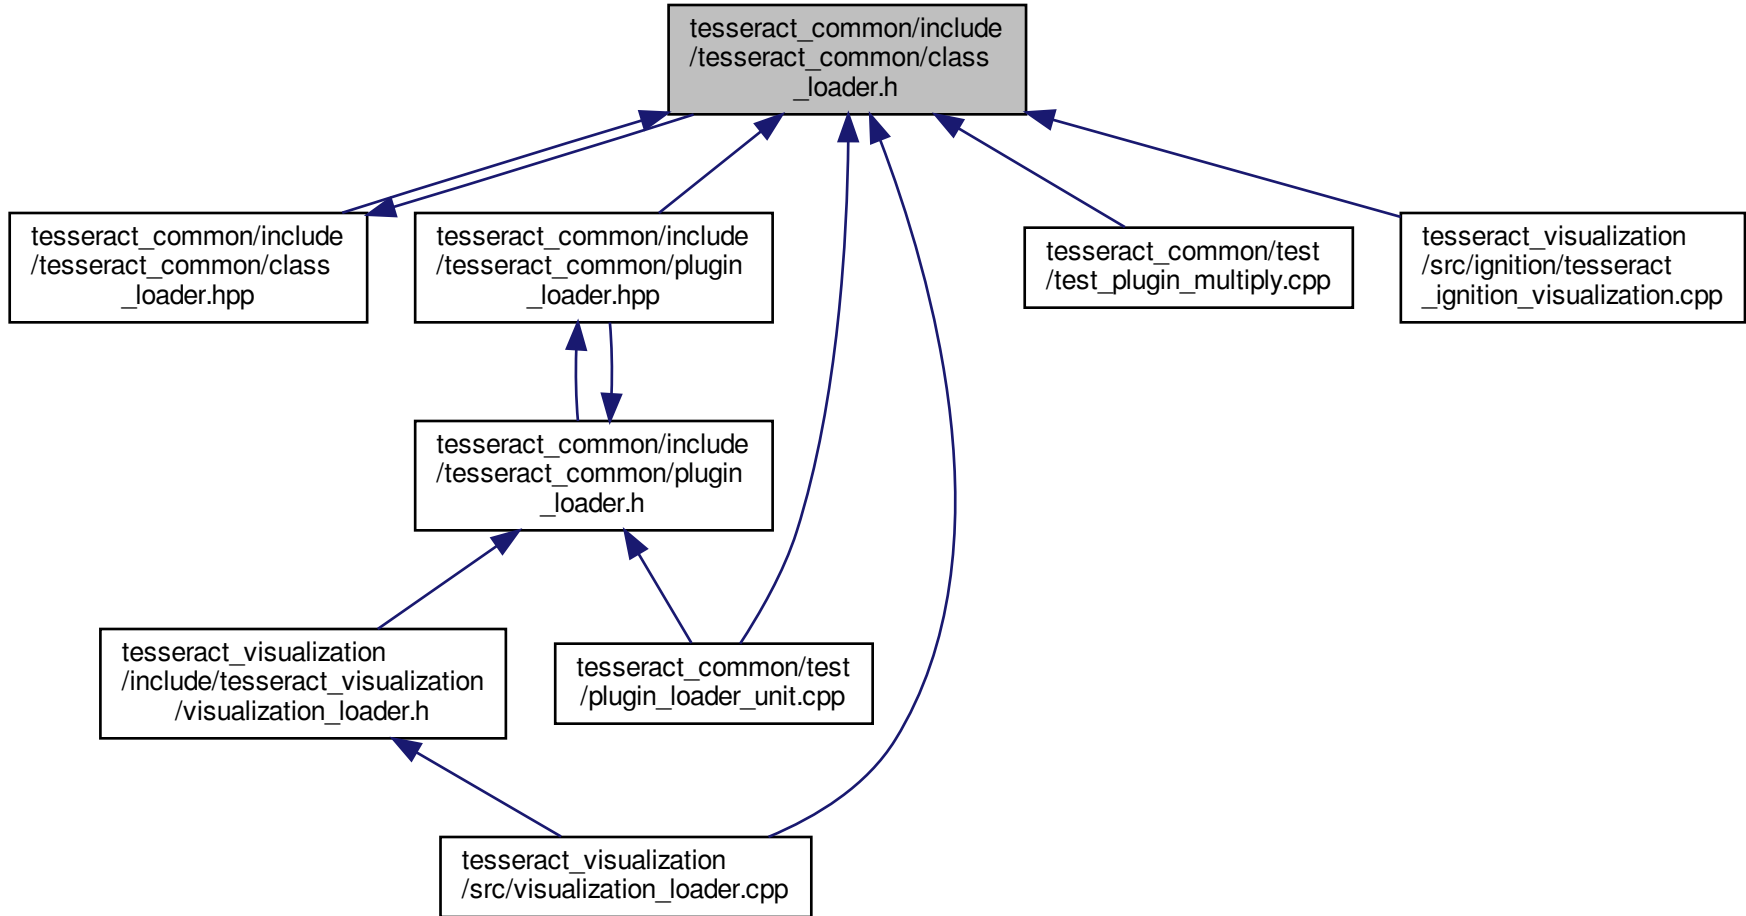 tesseract_common/include
/tesseract_common/class
_loader.h
tesseract_common/include
/tesseract_common/class
_loader.hpp
tesseract_common/include
/tesseract_common/plugin
_loader.hpp
tesseract_common/test
/test_plugin_multiply.cpp
tesseract_visualization
/src/ignition/tesseract
_ignition_visualization.cpp
tesseract_common/include
/tesseract_common/plugin
_loader.h
tesseract_visualization
/include/tesseract_visualization
/visualization_loader.h
tesseract_common/test
/plugin_loader_unit.cpp
tesseract_visualization
/src/visualization_loader.cpp